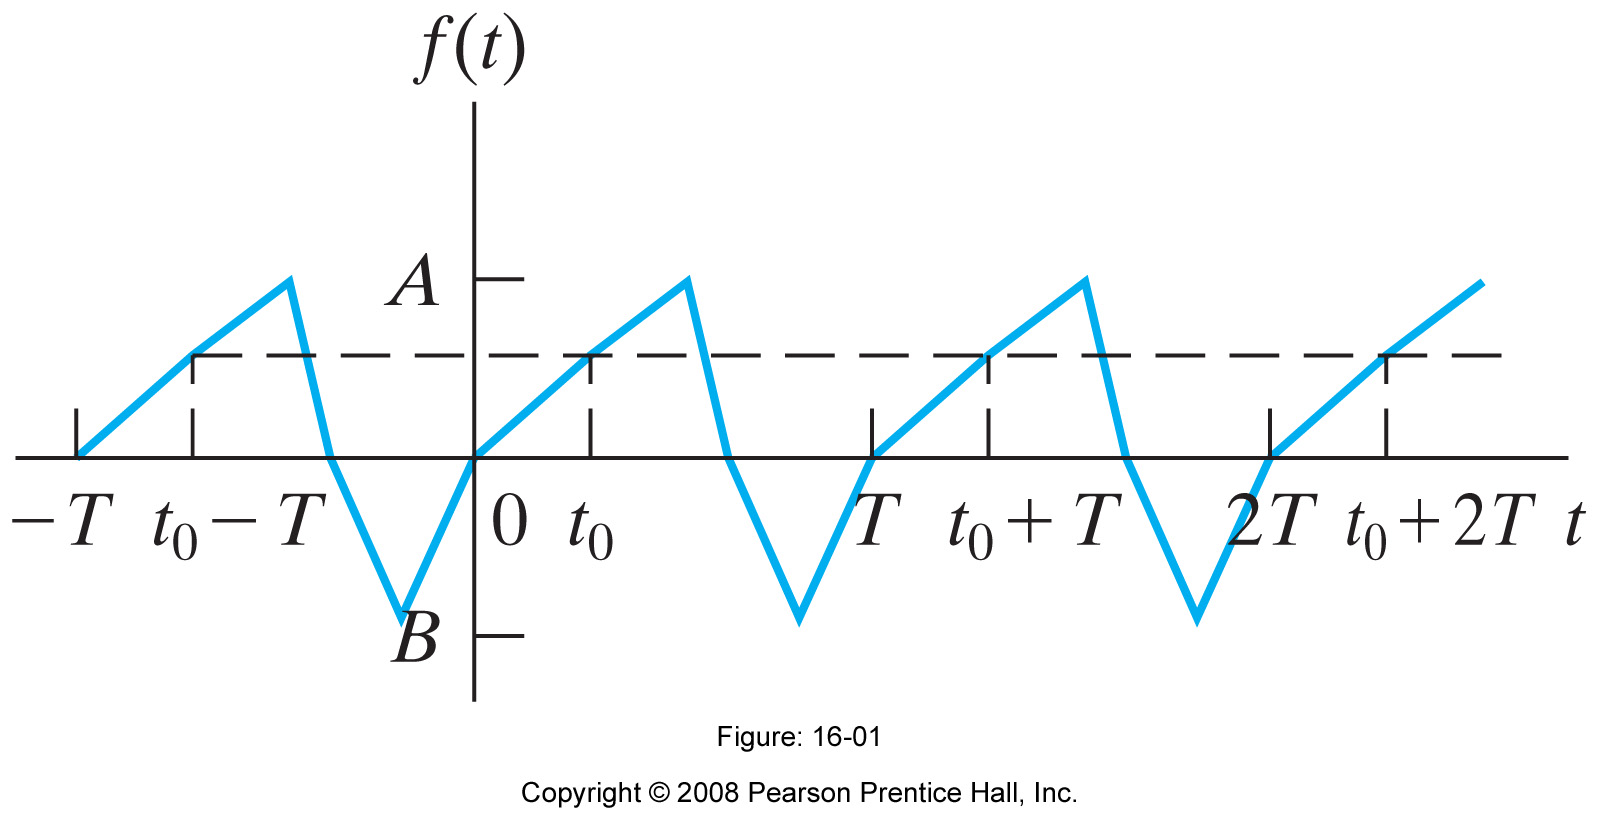 f(t)
A
−T t₀−T 0 t₀ T t₀+T 2T t₀+2T t
B
Figure: 16-01
Copyright © 2008 Pearson Prentice Hall, Inc.